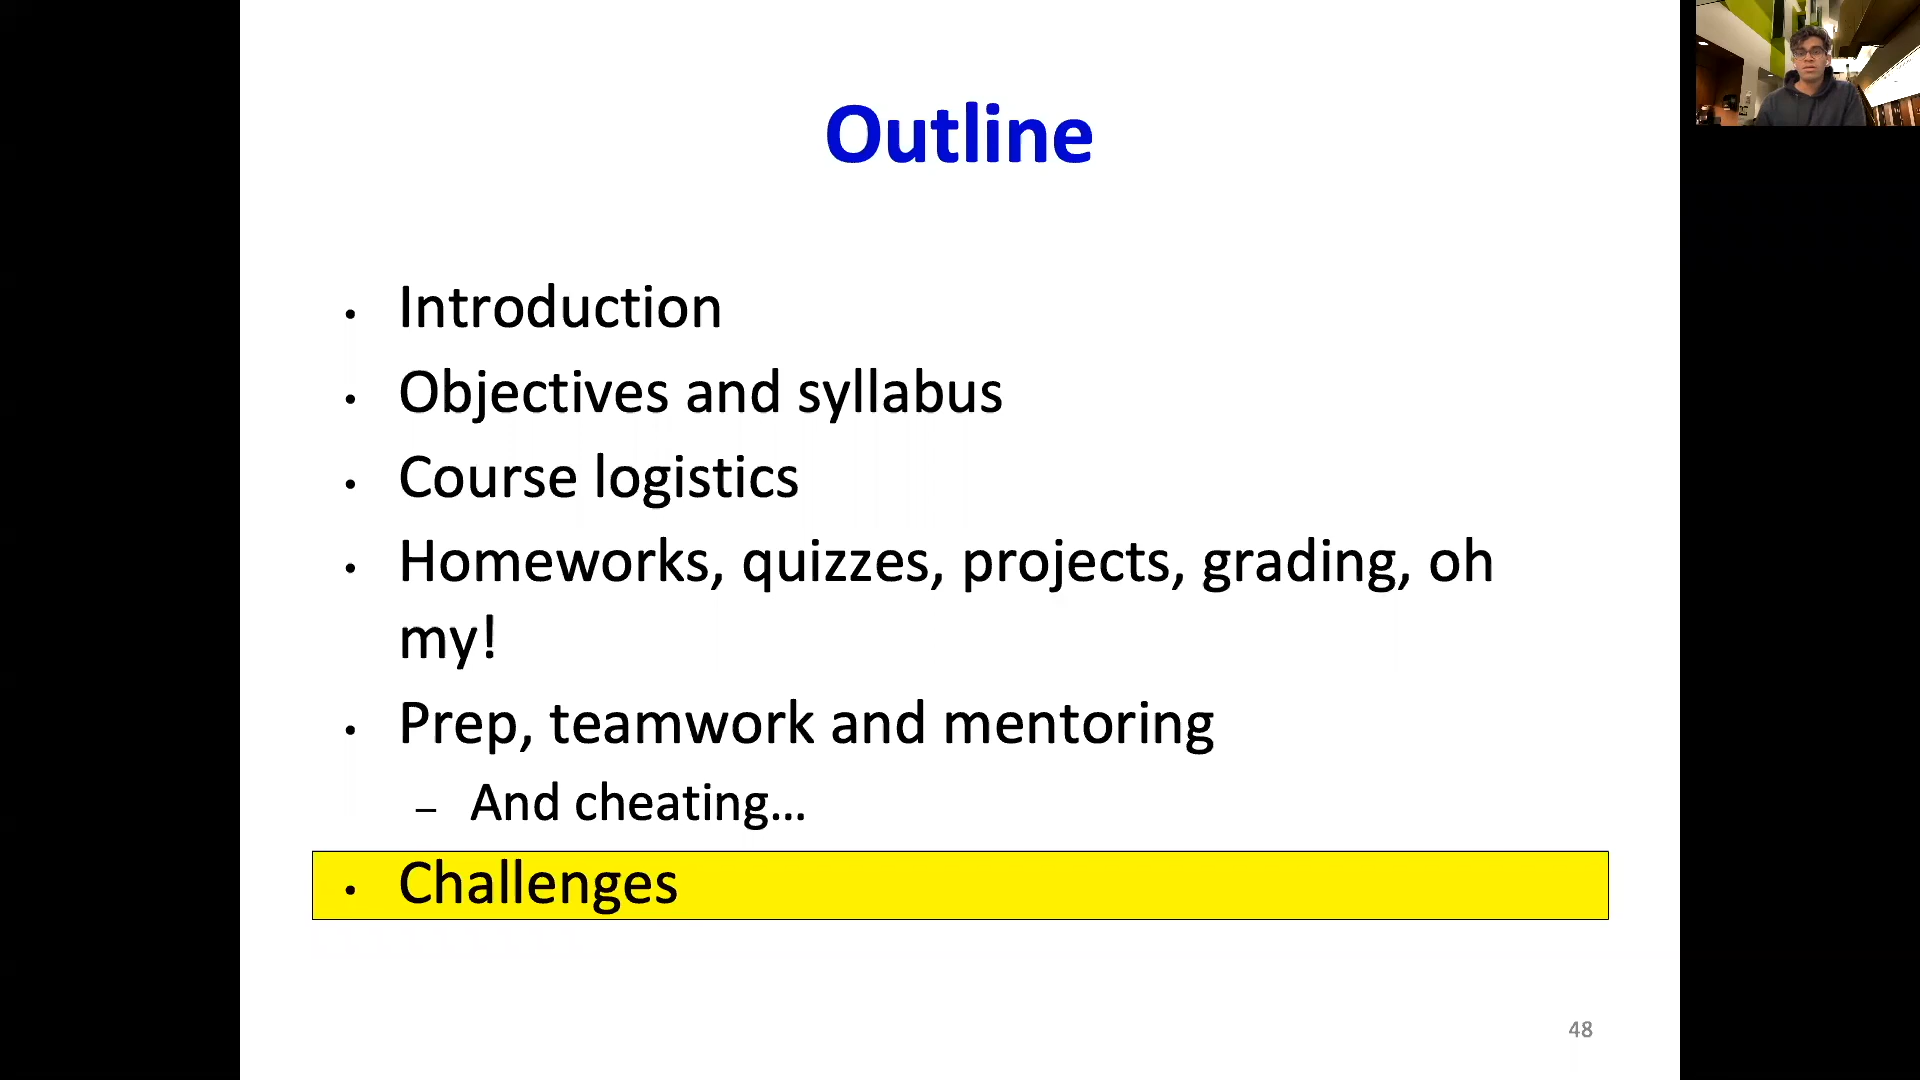 Outline
• Introduction
• Objectives and syllabus
• Course logistics
• Homeworks, quizzes, projects, grading, oh
my!
• Prep, teamwork and mentoring
– And cheating...
• Challenges
48